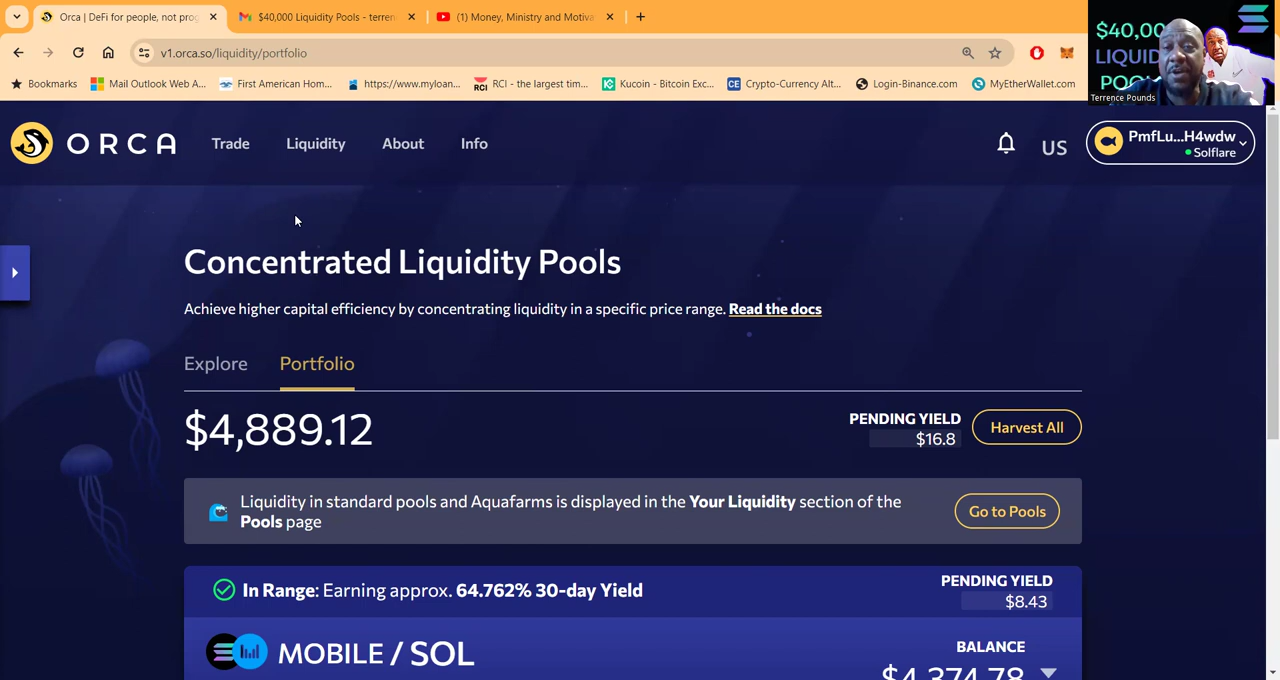 Orca | DeFi for people, not prog
$40,000 Liquidity Pools - terren
(1) Money, Ministry and Motiva
v1.orca.so/liquidity/portfolio
Bookmarks
Mail Outlook Web A...
First American Hom...
https://www.myloan...
RCI - the largest tim...
Kucoin - Bitcoin Exc...
Crypto-Currency Alt...
Login-Binance.com
MyEtherWallet.com
$40,00
LIQUID
PO
Terrence Pounds
ORCA
Trade
Liquidity
About
Info
US
PmfLu...H4wdw
Solflare
Concentrated Liquidity Pools
Achieve higher capital efficiency by concentrating liquidity in a specific price range. Read the docs
Explore
Portfolio
$4,889.12
PENDING YIELD
$16.8
Harvest All
Liquidity in standard pools and Aquafarms is displayed in the Your Liquidity section of the
Pools page
Go to Pools
In Range: Earning approx. 64.762% 30-day Yield
PENDING YIELD
$8.43
MOBILE / SOL
BALANCE
$4,374.78